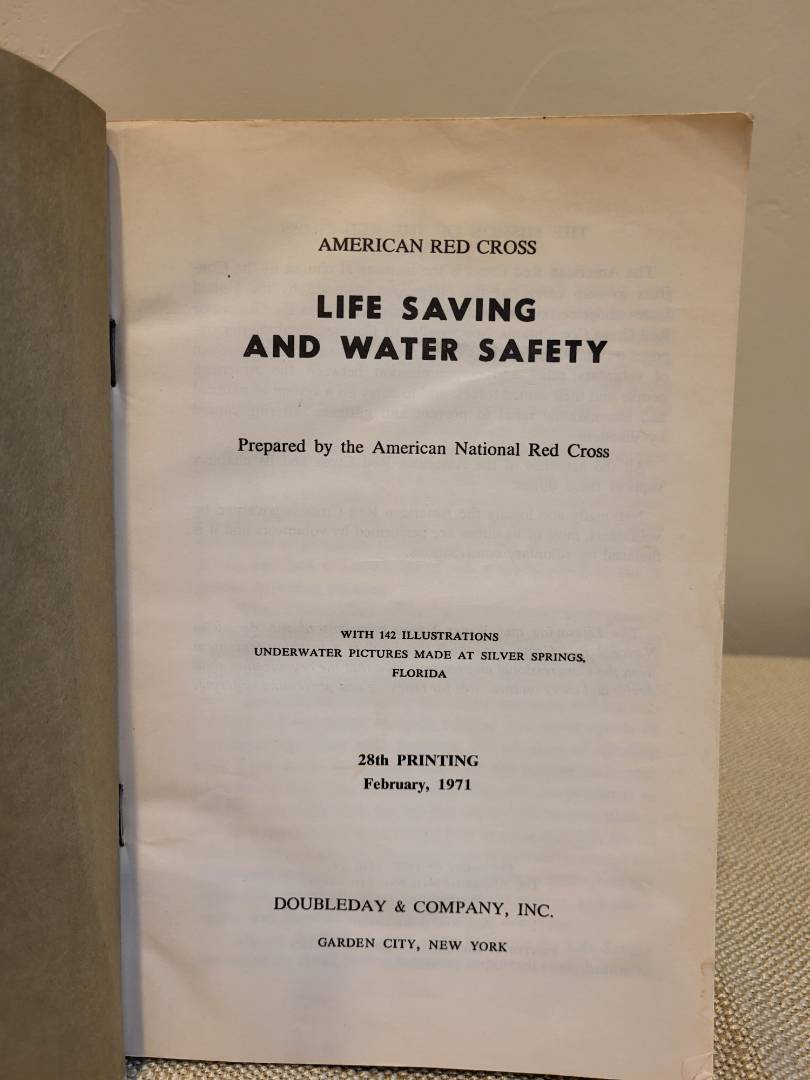 AMERICAN RED CROSS
LIFE SAVING
AND WATER SAFETY
Prepared by the American National Red Cross
WITH 142 ILLUSTRATIONS
UNDERWATER PICTURES MADE AT SILVER SPRINGS,
FLORIDA
28th PRINTING
February, 1971
DOUBLEDAY & COMPANY, INC.
GARDEN CITY, NEW YORK